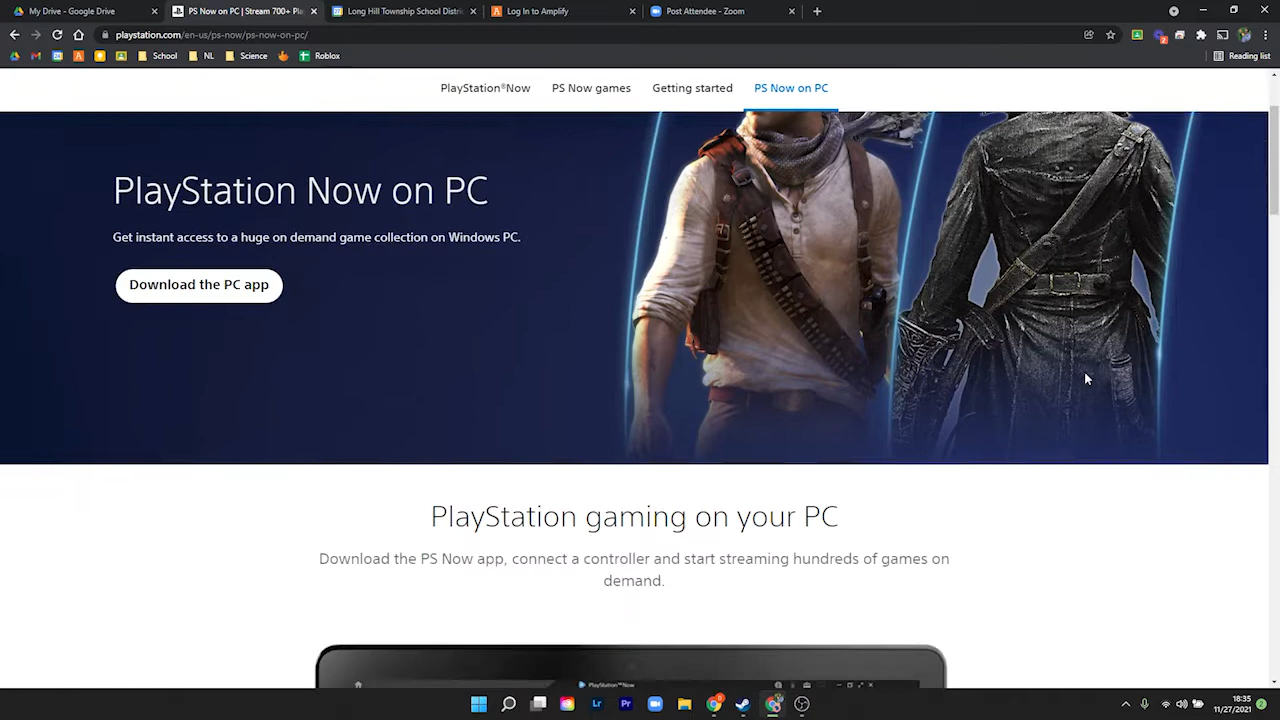 My Drive - Google Drive
PS Now on PC | Stream 700+ Pla
Long Hill Township School Distri
Log In to Amplify
Post Attendee - Zoom
playstation.com/en-us/ps-now/ps-now-on-pc/
School
NL
Science
Roblox
Reading list
PlayStation®Now
PS Now games
Getting started
PS Now on PC
PlayStation Now on PC
Get instant access to a huge on demand game collection on Windows PC.
Download the PC app
PlayStation gaming on your PC
Download the PS Now app, connect a controller and start streaming hundreds of games on
demand.
PlayStation™Now
Lr
Pr
18:35
11/27/2021
2